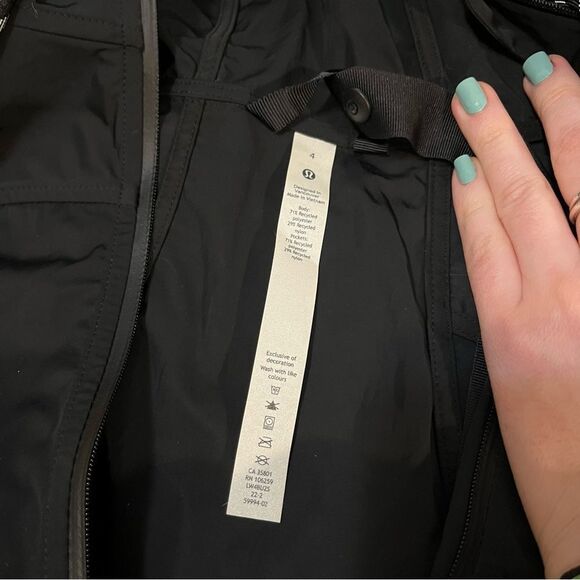 4
Designed in
Vancouver
Made in Vietnam
Body:
71% Recycled
polyester
29% Recycled
nylon
Pockets:
71% Recycled
polyester
29% Recycled
nylon
Exclusive of
decoration
Wash with like
colours
CA 35801
RN 106259
LW4BUZS
22-2
59994-02